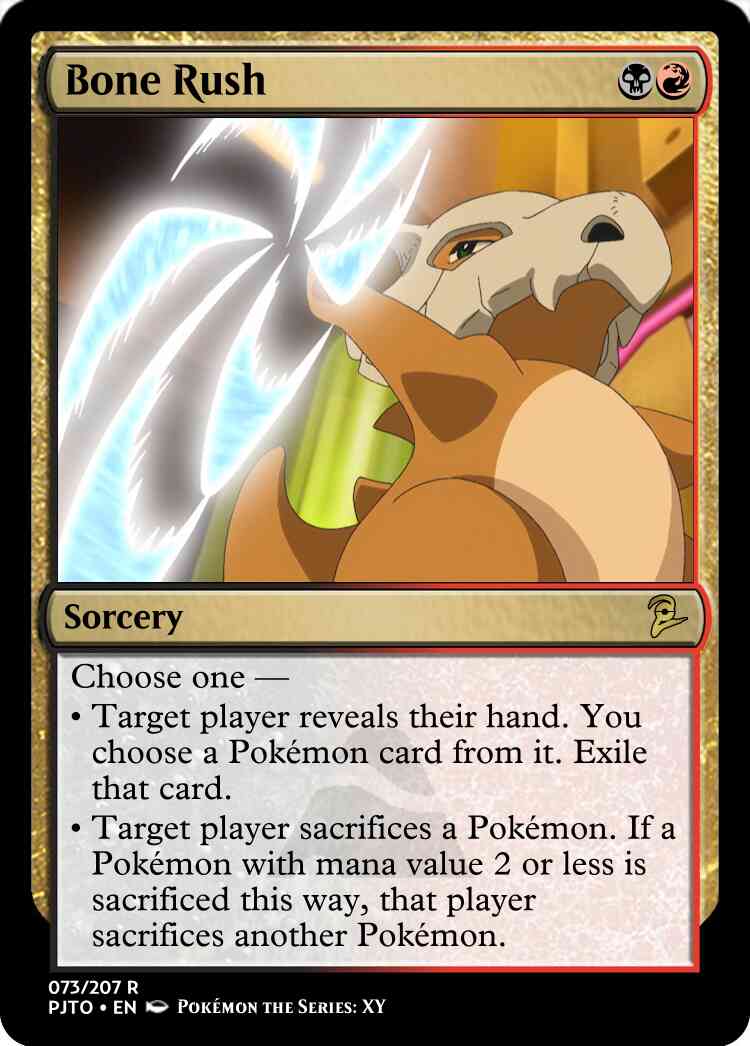 Bone Rush
Sorcery
Choose one —
• Target player reveals their hand. You
choose a Pokémon card from it. Exile
that card.
• Target player sacrifices a Pokémon. If a
Pokémon with mana value 2 or less is
sacrificed this way, that player
sacrifices another Pokémon.
073/207 R
PJTO • EN Pokémon the Series: XY